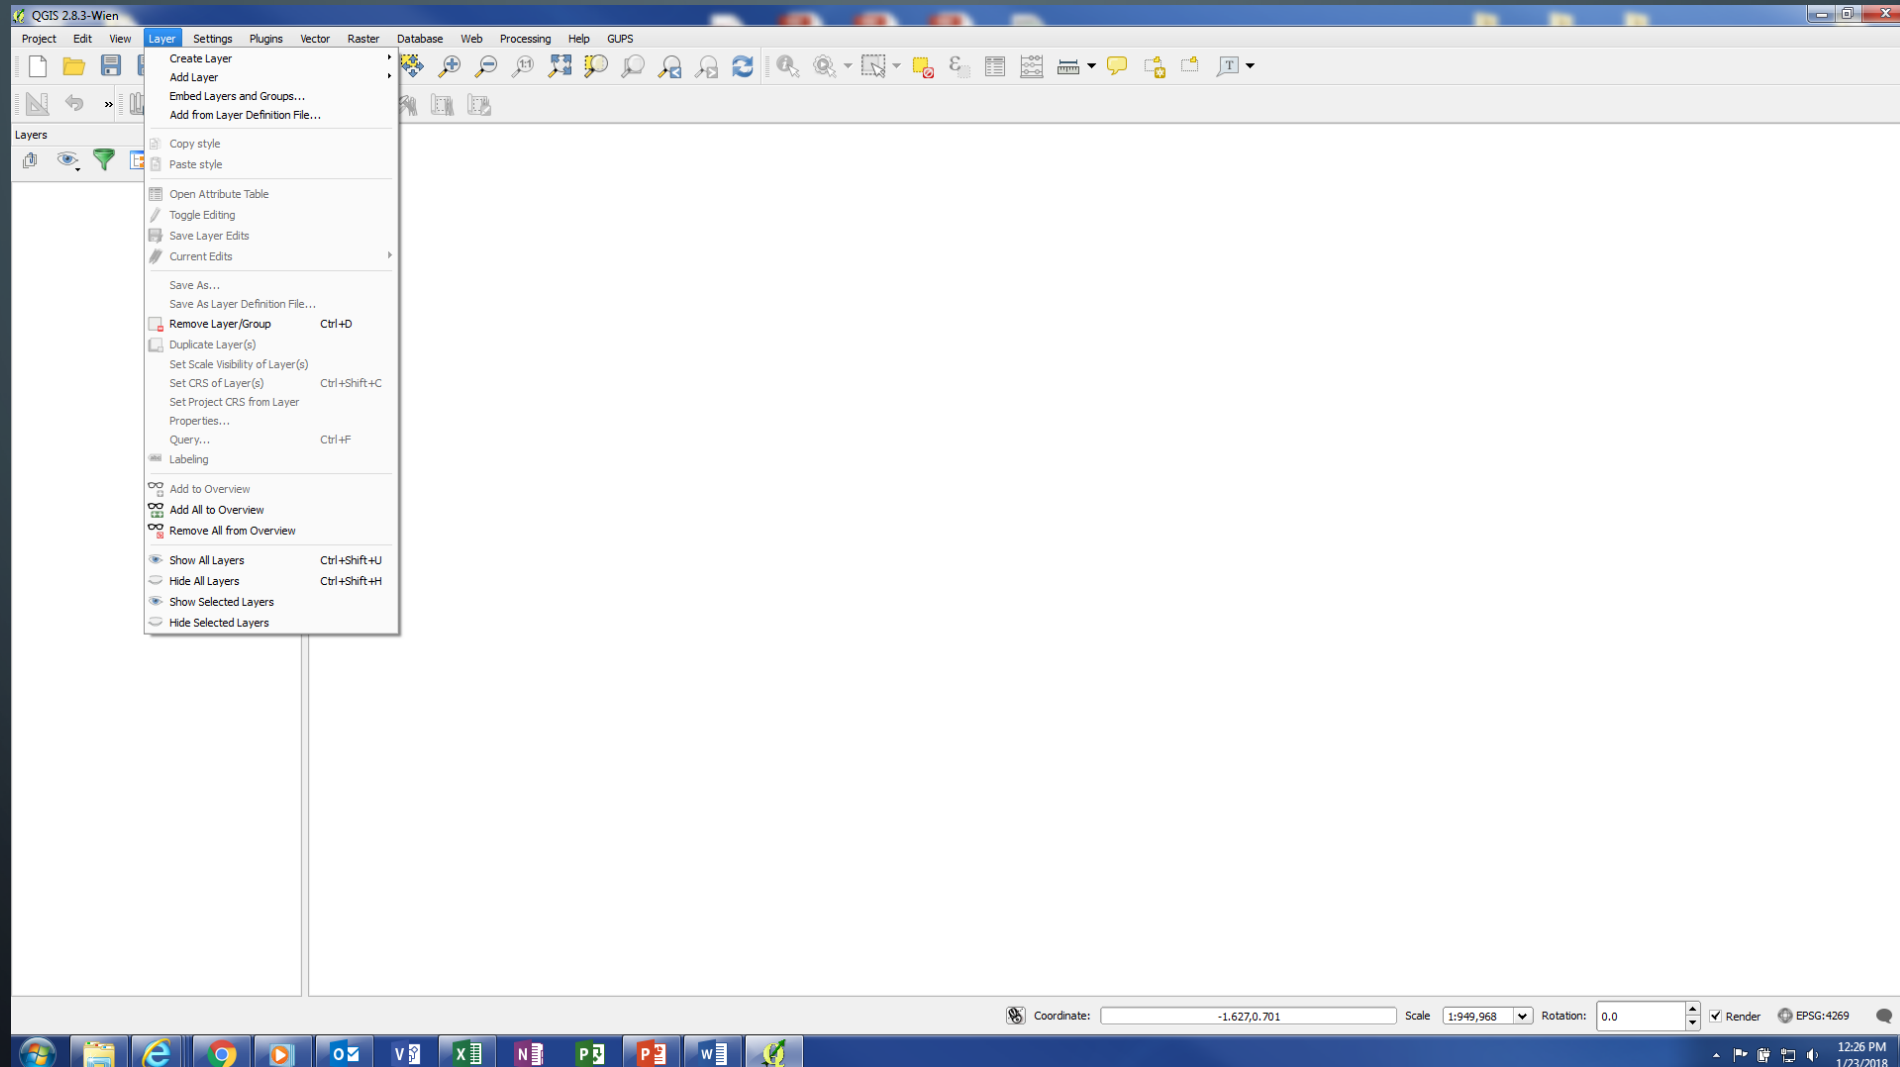 QGIS 2.8.3-Wien
Project Edit View Layer Settings Plugins Vector Raster Database Web Processing Help GUPS
Create Layer
Add Layer
Embed Layers and Groups...
Add from Layer Definition File...
Layers
Copy style
Paste style
Open Attribute Table
Toggle Editing
Save Layer Edits
Current Edits
Save As...
Save As Layer Definition File...
Remove Layer/Group Ctrl+D
Duplicate Layer(s)
Set Scale Visibility of Layer(s)
Set CRS of Layer(s) Ctrl+Shift+C
Set Project CRS from Layer
Properties...
Query... Ctrl+F
Labeling
Add to Overview
Add All to Overview
Remove All from Overview
Show All Layers Ctrl+Shift+U
Hide All Layers Ctrl+Shift+H
Show Selected Layers
Hide Selected Layers
Coordinate: -1.627,0.701 Scale 1:949,968 Rotation: 0.0 Render EPSG:4269
12:26 PM
1/23/2018